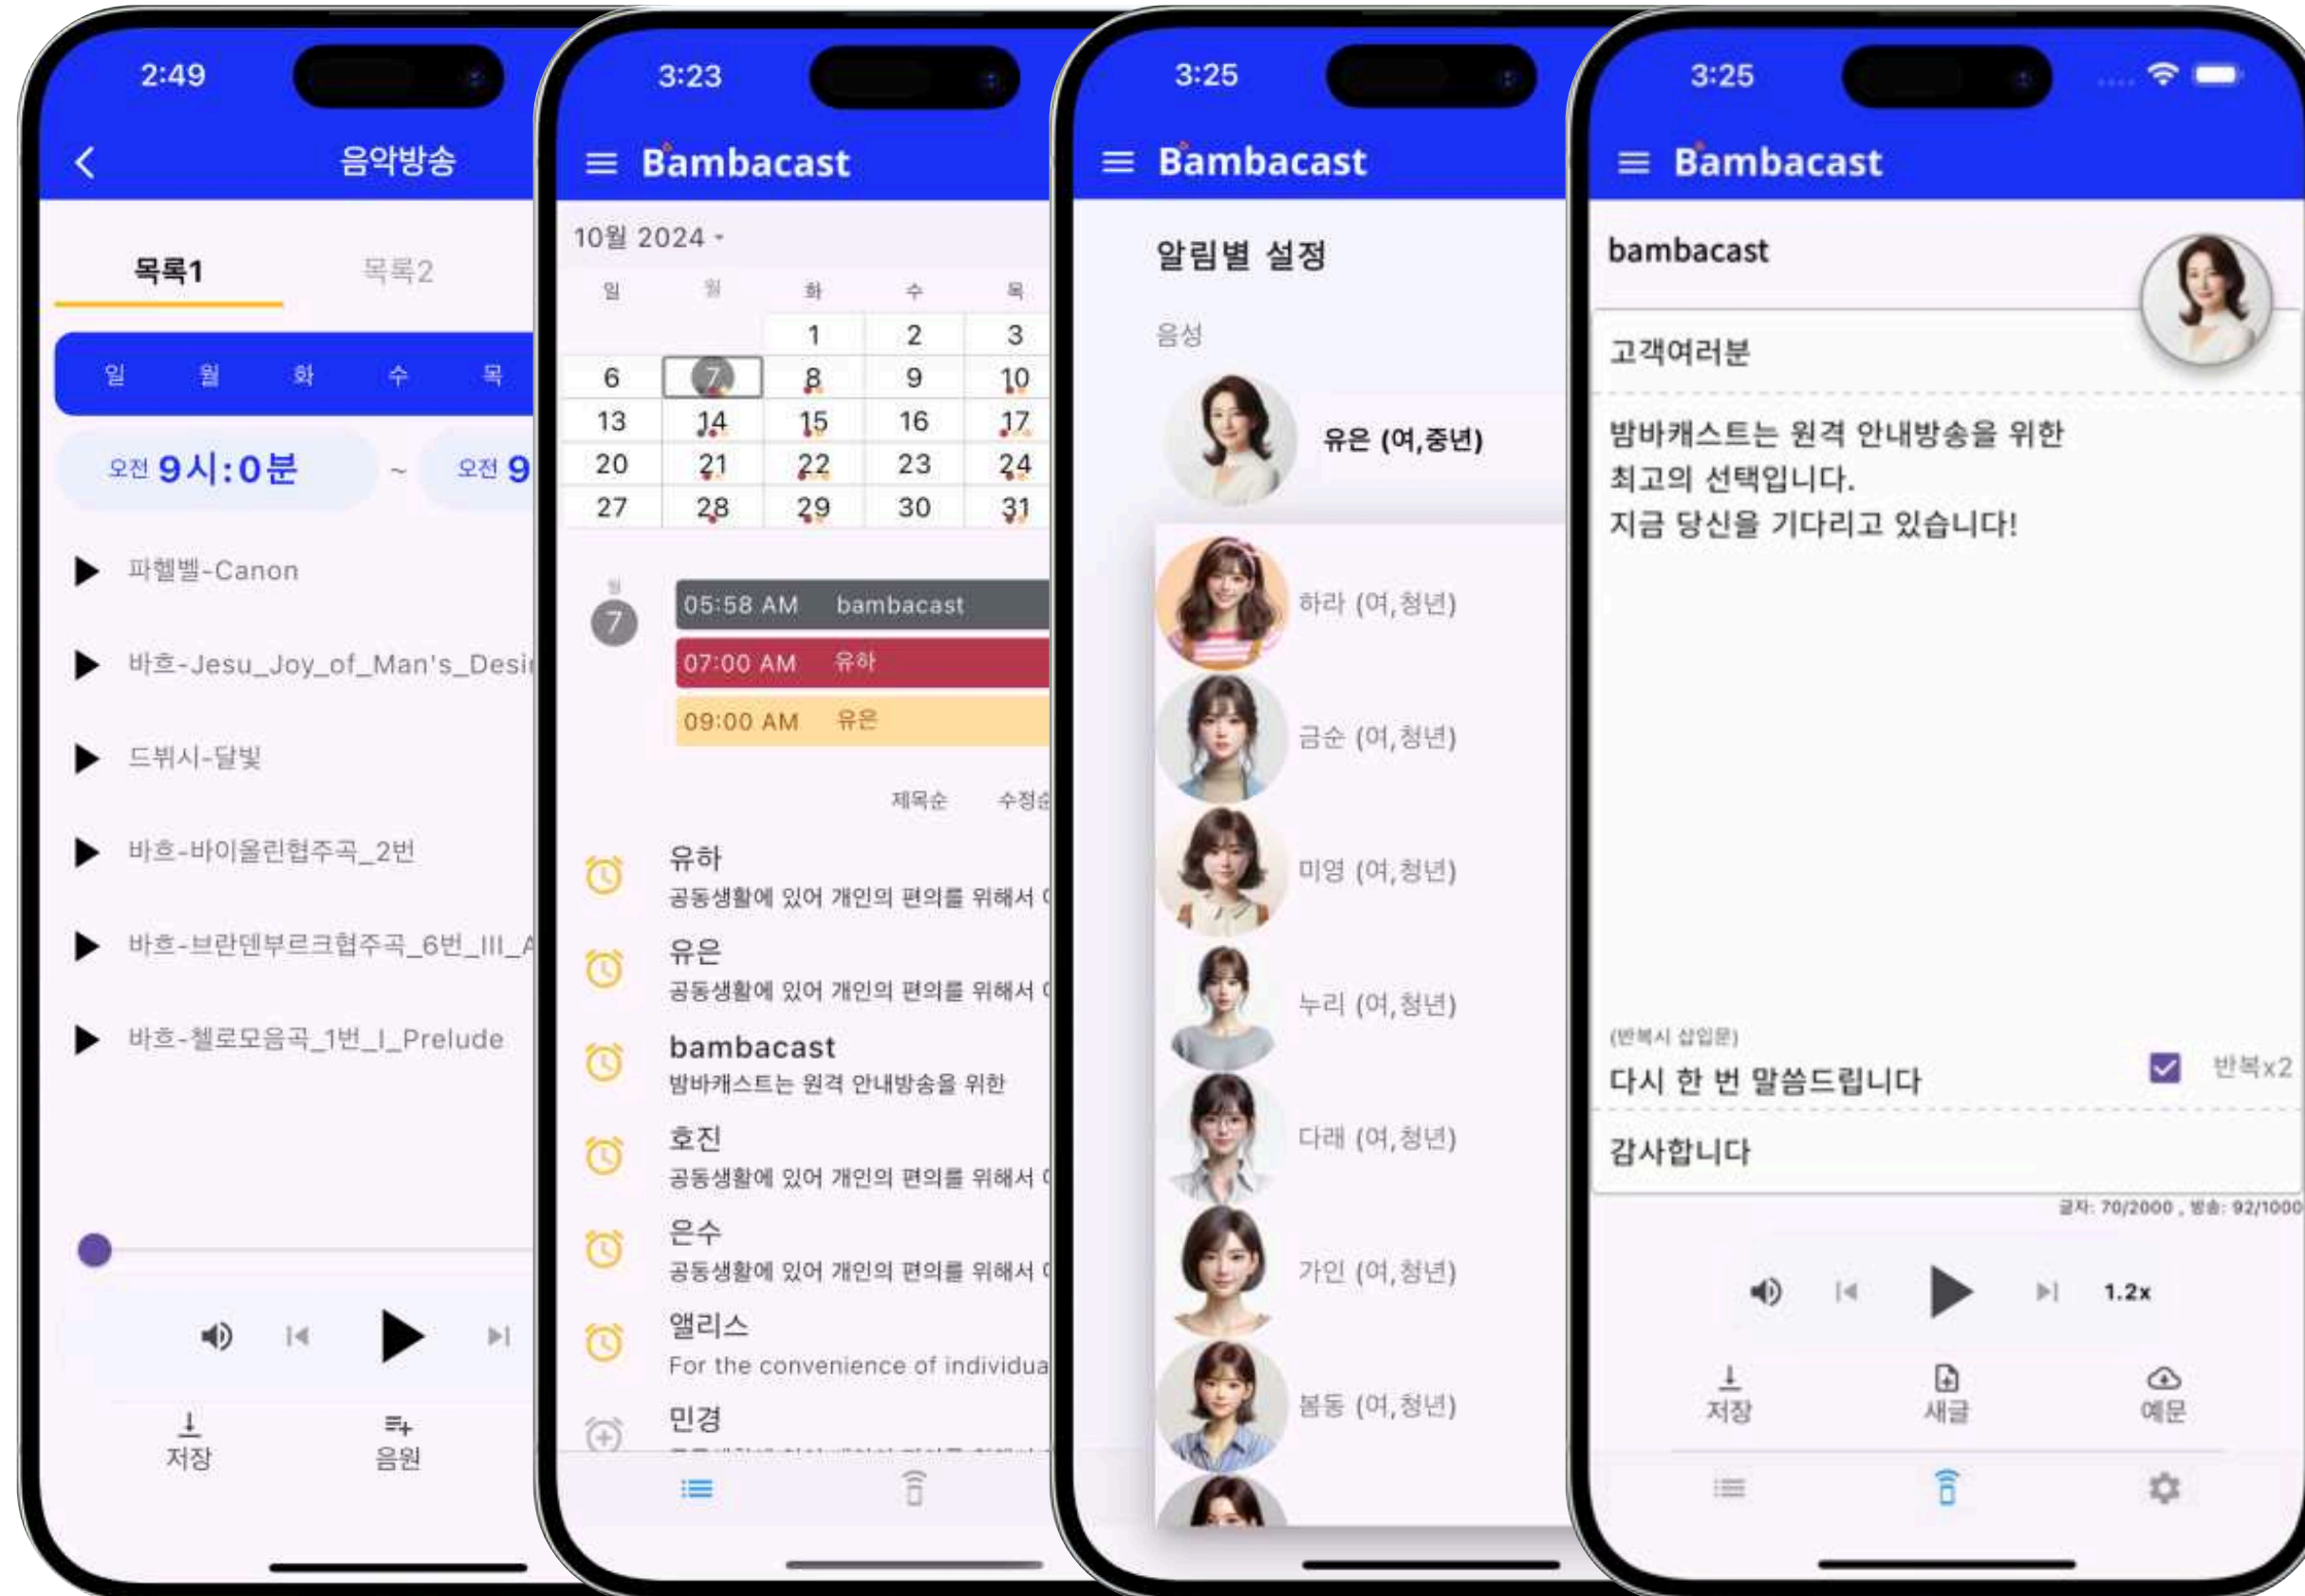 2:49
음악방송
목록1 목록2
일 월 화 수 목
오전 9시:0분 ~ 오전 9
파헬벨-Canon
바흐-Jesu_Joy_of_Man's_Desi
드뷔시-달빛
바흐-바이올린협주곡_2번
바흐-브란덴부르크협주곡_6번_III_A
바흐-첼로모음곡_1번_I_Prelude
저장 음원
3:23
Bambacast
10월 2024
일 월 화 수 목
1 2 3
6 7 8 9 10
13 14 15 16 17
20 21 22 23 24
27 28 29 30 31
월
7
05:58 AM bambacast
07:00 AM 유하
09:00 AM 유은
제목순 수정순
유하
공동생활에 있어 개인의 편의를 위해서
유은
공동생활에 있어 개인의 편의를 위해서
bambacast
밤바캐스트는 원격 안내방송을 위한
호진
공동생활에 있어 개인의 편의를 위해서
은수
공동생활에 있어 개인의 편의를 위해서
앨리스
For the convenience of individua
민경
3:25
Bambacast
알림별 설정
음성
유은 (여,중년)
하라 (여,청년)
금순 (여,청년)
미영 (여,청년)
누리 (여,청년)
다래 (여,청년)
가인 (여,청년)
봄동 (여,청년)
3:25
Bambacast
bambacast
고객여러분
밤바캐스트는 원격 안내방송을 위한
최고의 선택입니다.
지금 당신을 기다리고 있습니다!
(반복시 삽입문)
다시 한 번 말씀드립니다
반복x2
감사합니다
글자: 70/2000 , 방송: 92/1000
1.2x
저장 새글 예문